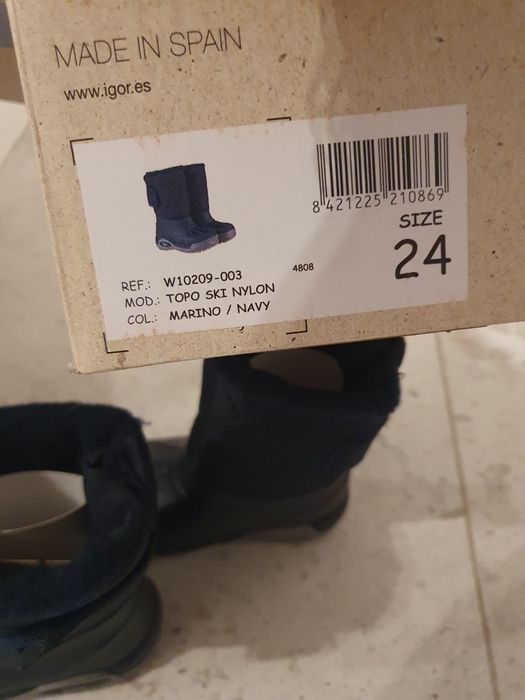 MADE IN SPAIN
www.igor.es
8 421225 210869
SIZE
24
REF.: W10209-003
4808
MOD.: TOPO SKI NYLON
COL.: MARINO / NAVY